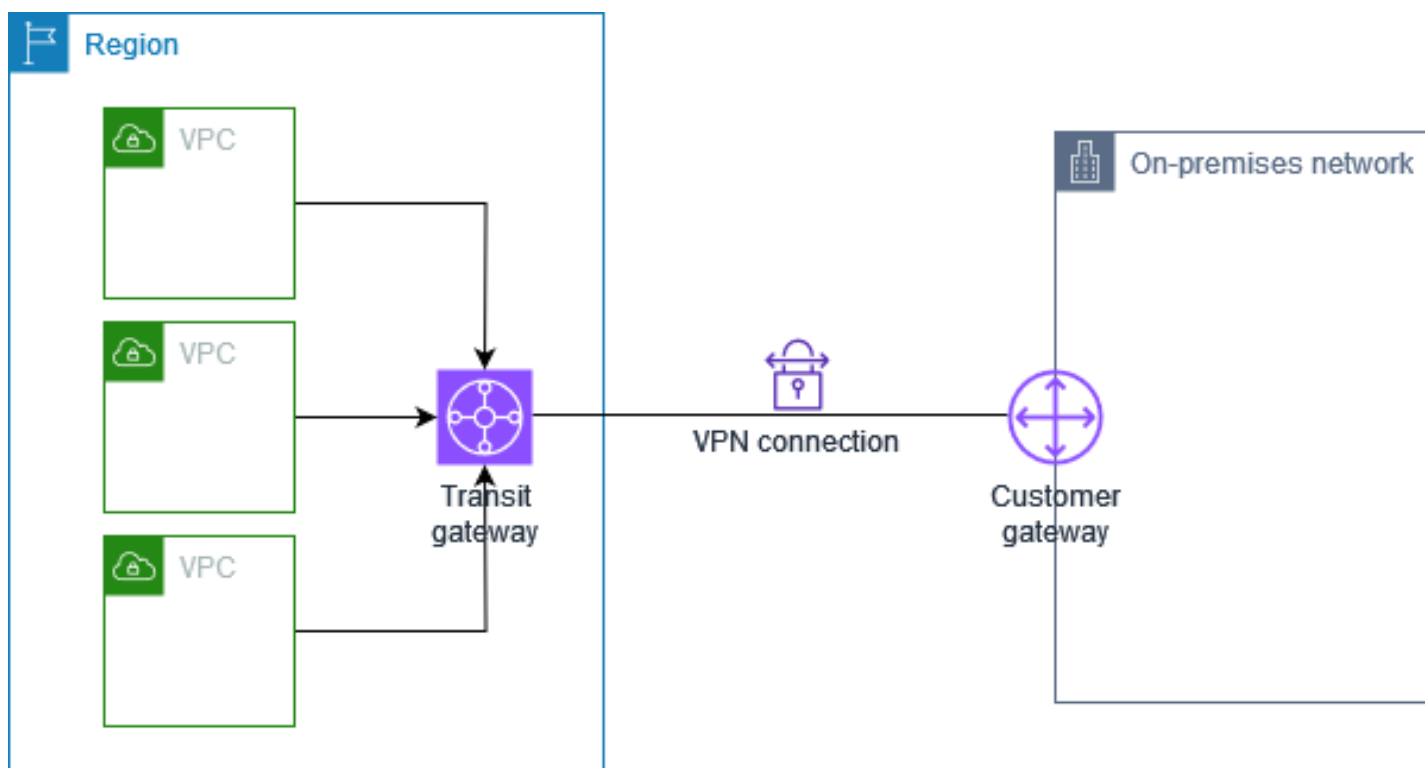 Region
VPC
On-premises network
VPC
VPN connection
Transit
gateway
Customer
gateway
VPC